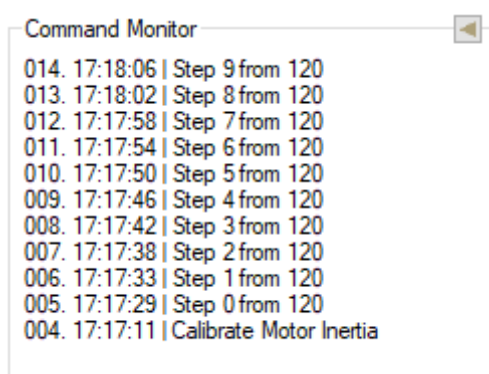 Command Monitor
014. 17:18:06 | Step 9 from 120
013. 17:18:02 | Step 8 from 120
012. 17:17:58 | Step 7 from 120
011. 17:17:54 | Step 6 from 120
010. 17:17:50 | Step 5 from 120
009. 17:17:46 | Step 4 from 120
008. 17:17:42 | Step 3 from 120
007. 17:17:38 | Step 2 from 120
006. 17:17:33 | Step 1 from 120
005. 17:17:29 | Step 0 from 120
004. 17:17:11 | Calibrate Motor Inertia